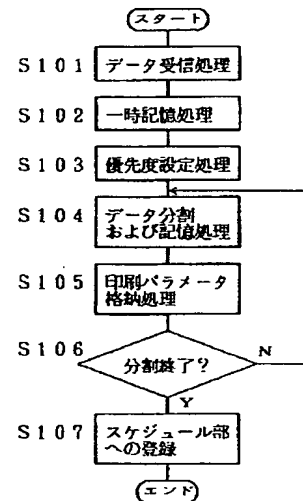 スタート
S101 データ受信処理
S102 一時記憶処理
S103 優先度設定処理
S104 データ分割
および記憶処理
S105 印刷パラメータ
格納処理
S106 分割終了? N
Y
S107 スケジュール部
への登録
エンド